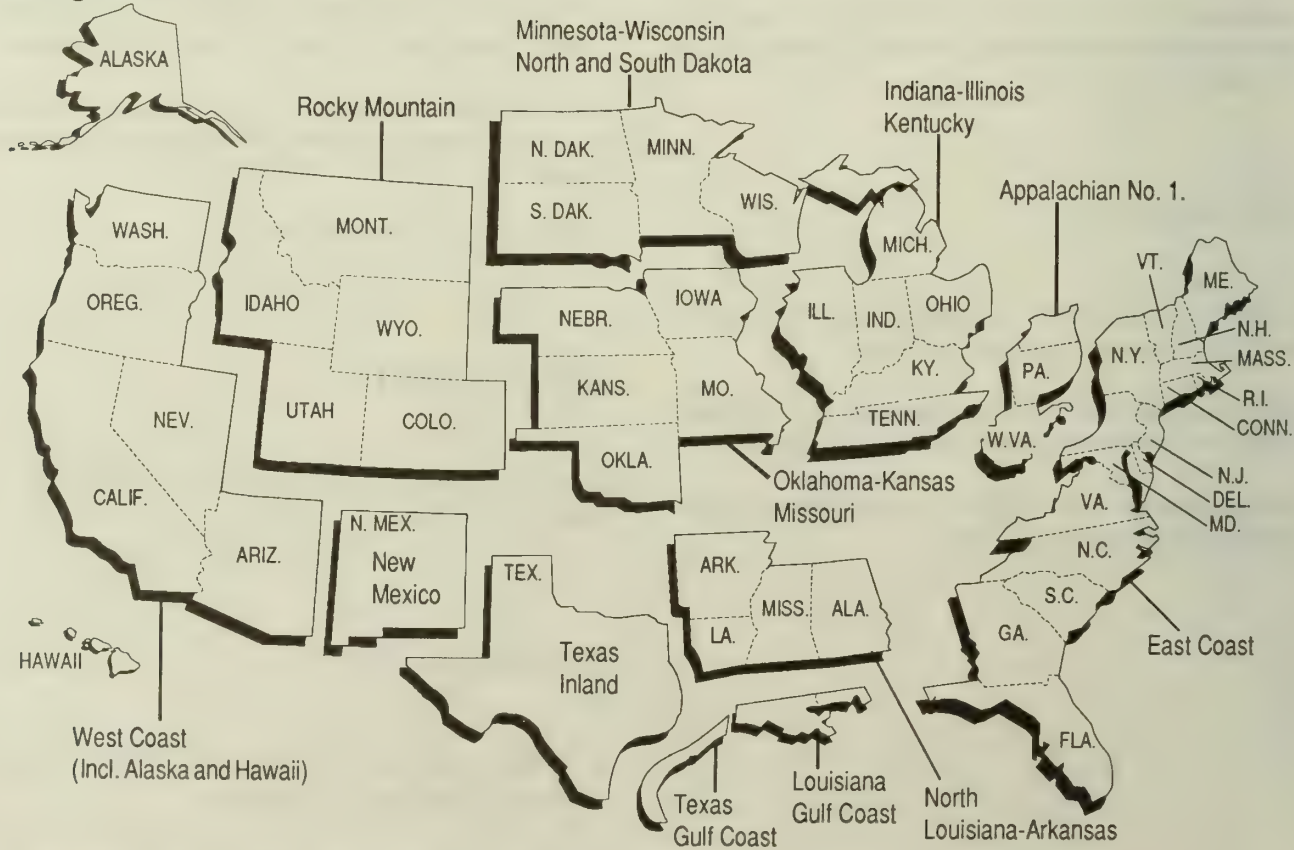 ALASKA
Minnesota-Wisconsin
North and South Dakota
Rocky Mountain
Indiana-Illinois
Kentucky
Appalachian No. 1.
WASH.
OREG.
CALIF.
NEV.
ARIZ.
HAWAII
West Coast
(Incl. Alaska and Hawaii)
MONT.
IDAHO
WYO.
UTAH
COLO.
N. MEX.
New
Mexico
N. DAK.
S. DAK.
MINN.
WIS.
NEBR.
IOWA
KANS.
MO.
OKLA.
Oklahoma-Kansas
Missouri
TEX.
Texas
Inland
Texas
Gulf Coast
Louisiana
Gulf Coast
ARK.
LA.
MISS.
ALA.
North
Louisiana-Arkansas
MICH.
ILL.
IND.
OHIO
KY.
TENN.
PA.
W.VA.
VT.
ME.
N.H.
N.Y.
MASS.
R.I.
CONN.
N.J.
DEL.
MD.
VA.
N.C.
S.C.
GA.
FLA.
East Coast